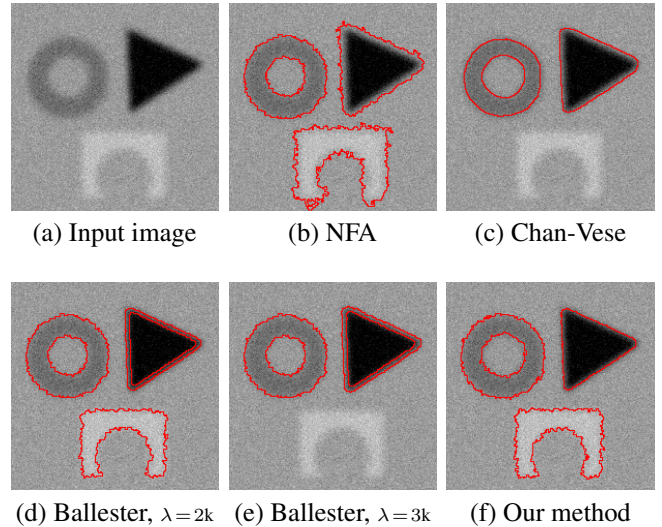 (a) Input image (b) NFA (c) Chan-Vese
(d) Ballester, λ=2k (e) Ballester, λ=3k (f) Our method